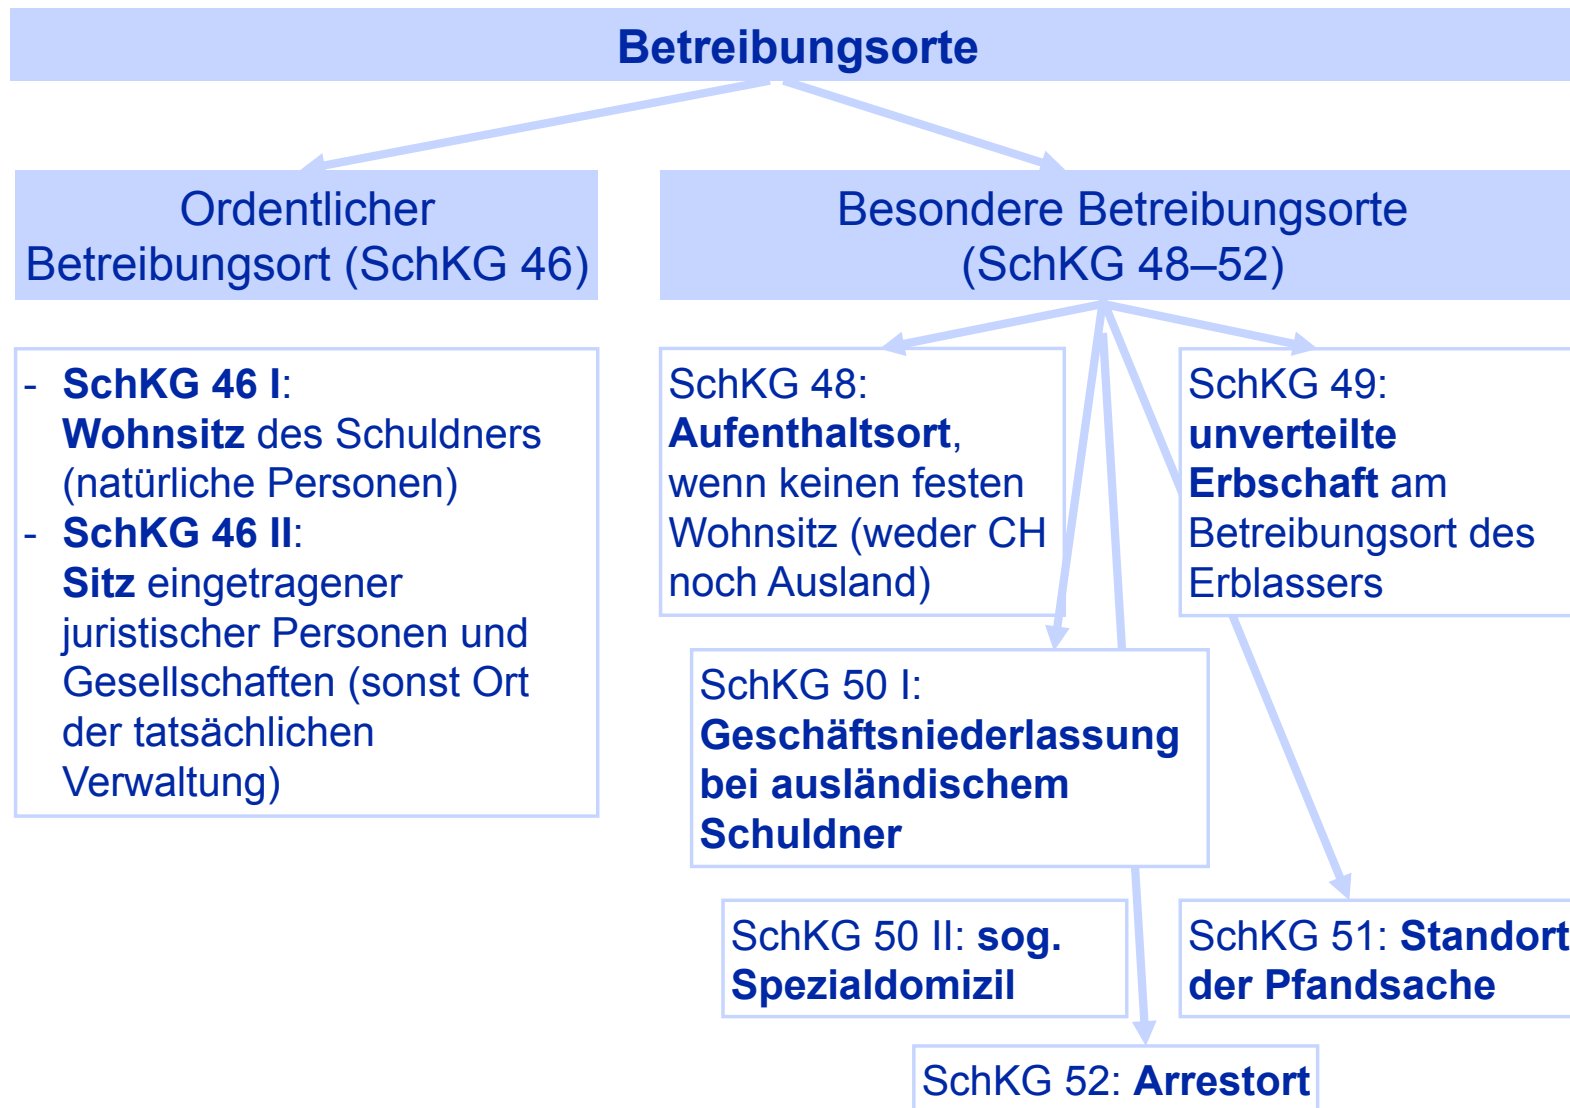 Betreibungsorte
Ordentlicher
Betreibungsort (SchKG 46)
Besondere Betreibungsorte
(SchKG 48–52)
- SchKG 46 I:
Wohnsitz des Schuldners
(natürliche Personen)
- SchKG 46 II:
Sitz eingetragener
juristischer Personen und
Gesellschaften (sonst Ort
der tatsächlichen
Verwaltung)
SchKG 48:
Aufenthaltsort,
wenn keinen festen
Wohnsitz (weder CH
noch Ausland)
SchKG 49:
unverteilte
Erbschaft am
Betreibungsort des
Erblassers
SchKG 50 I:
Geschäftsniederlassung
bei ausländischem
Schuldner
SchKG 50 II: sog.
Spezialdomizil
SchKG 51: Standort
der Pfandsache
SchKG 52: Arrestort